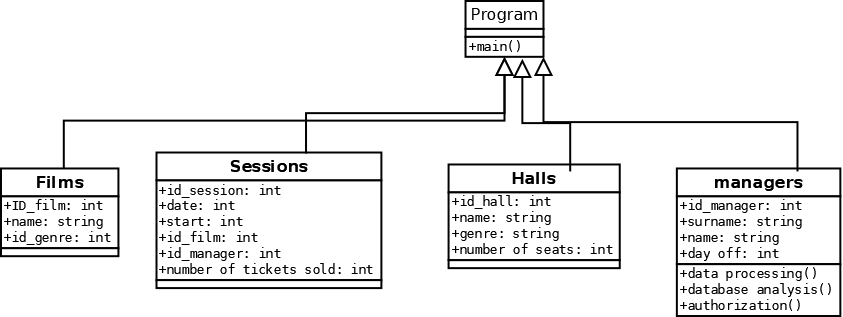 Program
+main()
Films
+ID_film: int
+name: string
+id_genre: int
Sessions
+id_session: int
+date: int
+start: int
+id_film: int
+id_manager: int
+number of tickets sold: int
Halls
+id_hall: int
+name: string
+genre: string
+number of seats: int
managers
+id_manager: int
+surname: string
+name: string
+day off: int
+data processing()
+database analysis()
+authorization()